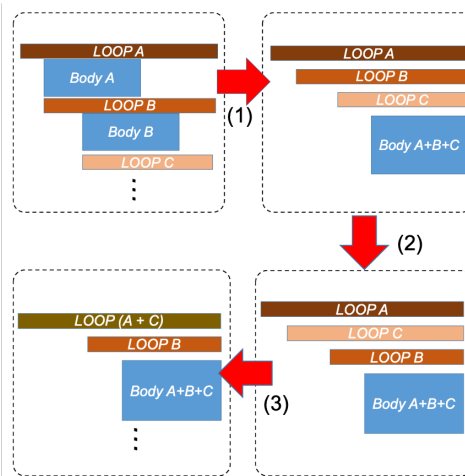 LOOP A
Body A
LOOP B
Body B
LOOP C
(1)
LOOP A
LOOP B
LOOP C
Body A+B+C
(2)
LOOP A
LOOP C
LOOP B
Body A+B+C
(3)
LOOP (A + C)
LOOP B
Body A+B+C